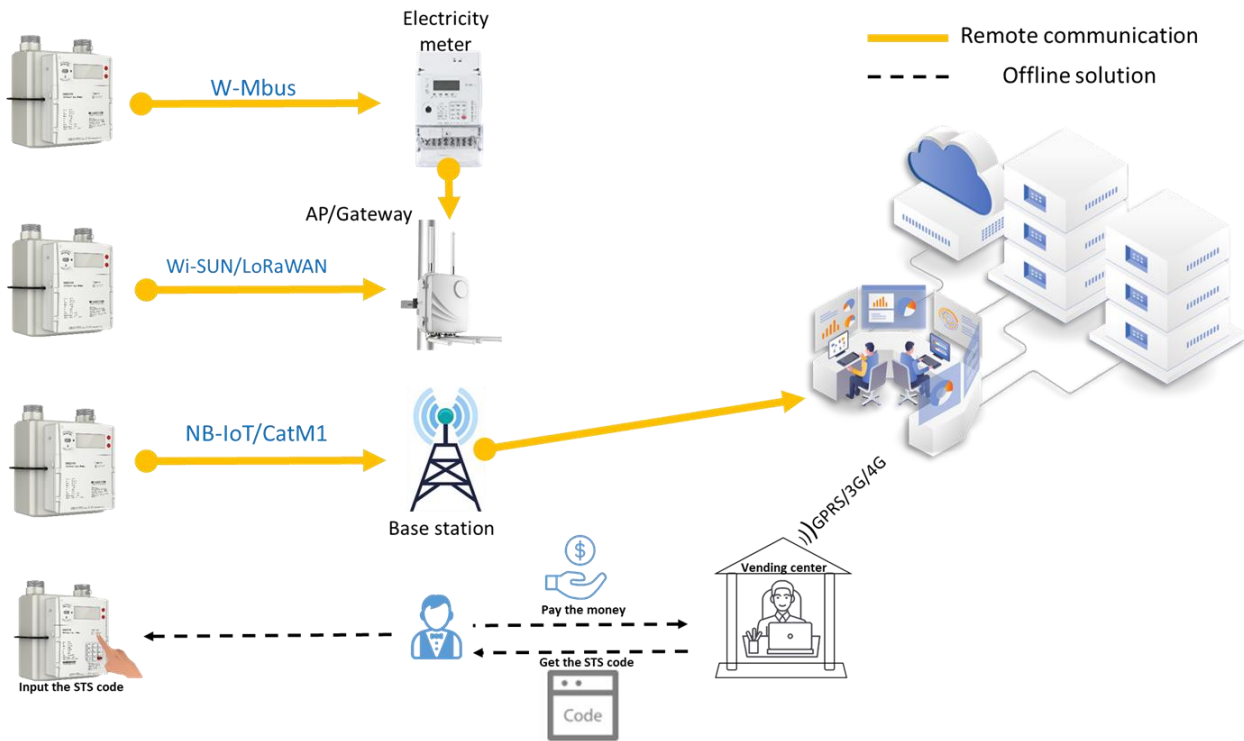 Electricity
meter
Remote communication
Offline solution
W-Mbus
AP/Gateway
Wi-SUN/LoRaWAN
NB-IoT/CatM1
Base station
GPRS/3G/4G
Vending center
$
Pay the money
Get the STS code
Code
Input the STS code